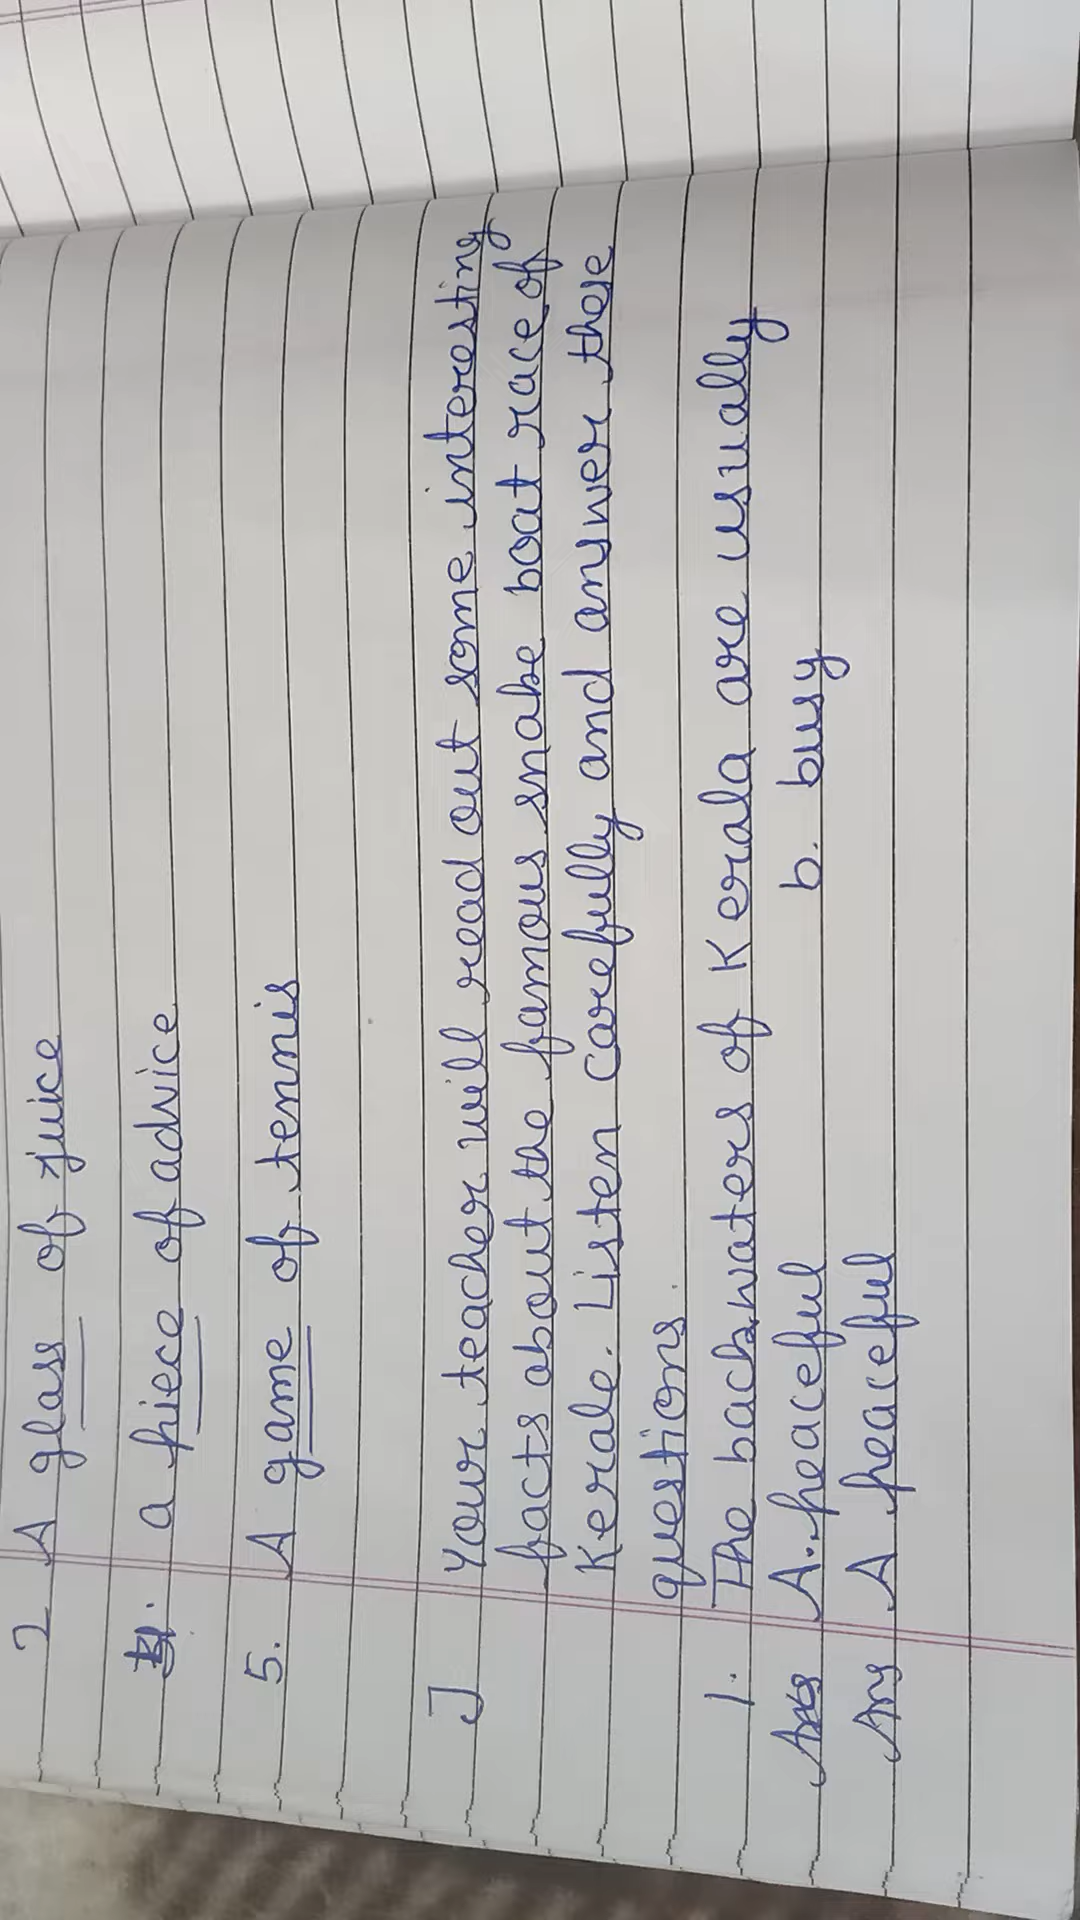 2 A glass of juice
4. a piece of advice
5. A game of tennis
J Your teacher will read out some interesting
facts about the famous snake boat race of
Kerale. Listen carefully and answer these
questions.
1. The backwaters of Kerala are usually
Ans A. peaceful b. busy
Ans A peaceful